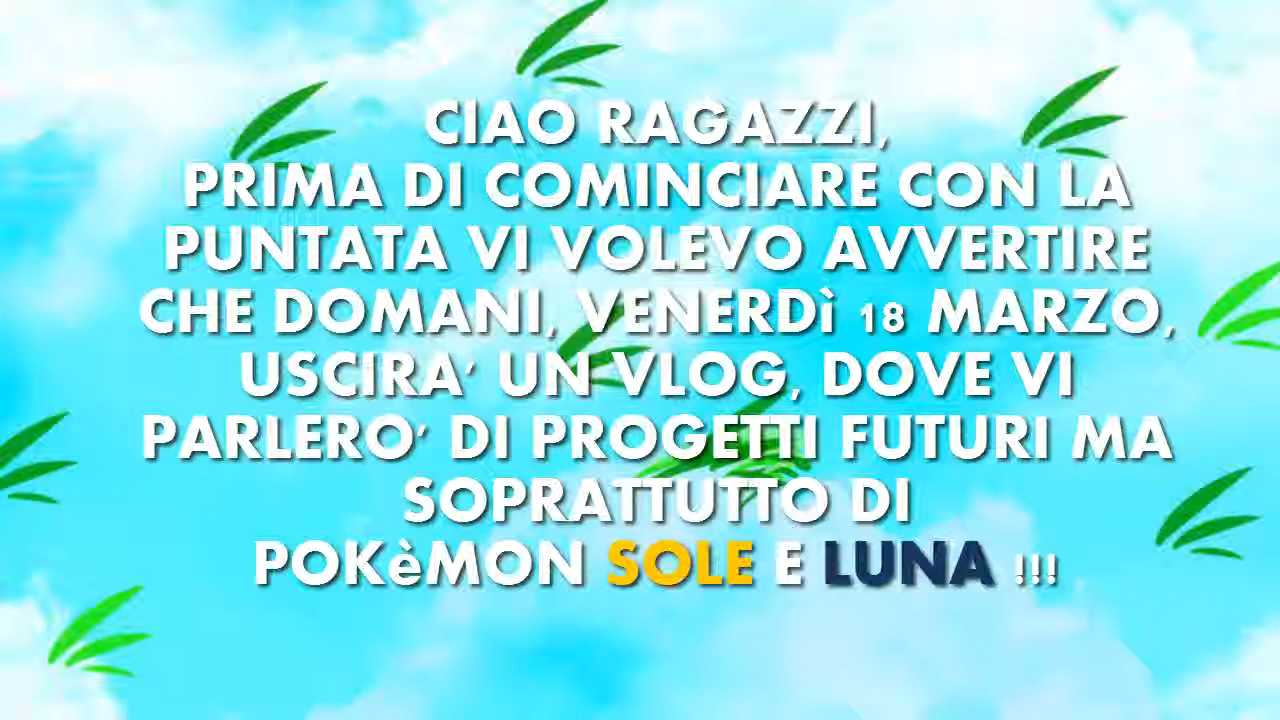 CIAO RAGAZZI,
PRIMA DI COMINCIARE CON LA
PUNTATA VI VOLEVO AVVERTIRE
CHE DOMANI, VENERDì 18 MARZO,
USCIRA' UN VLOG, DOVE VI
PARLERO' DI PROGETTI FUTURI MA
SOPRATTUTTO DI
POKèMON SOLE E LUNA !!!